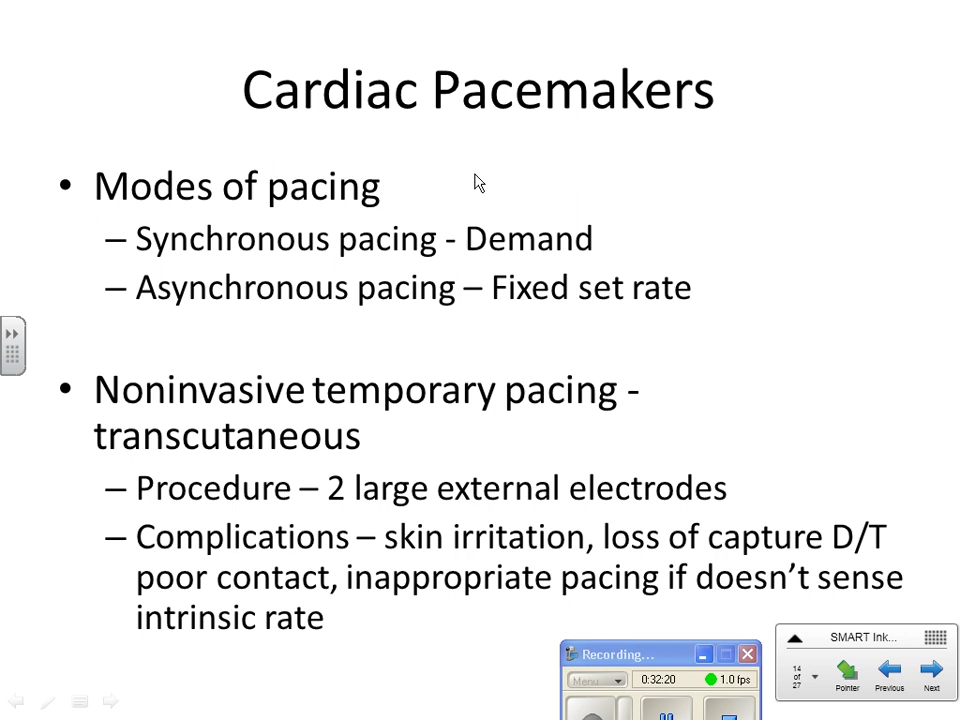 Cardiac Pacemakers
• Modes of pacing
– Synchronous pacing - Demand
– Asynchronous pacing – Fixed set rate
• Noninvasive temporary pacing -
transcutaneous
– Procedure – 2 large external electrodes
– Complications – skin irritation, loss of capture D/T
poor contact, inappropriate pacing if doesn’t sense
intrinsic rate
Recording...
Menu
0:32:20
1.0 fps
SMART Ink...
14
of
27
Pointer
Previous
Next